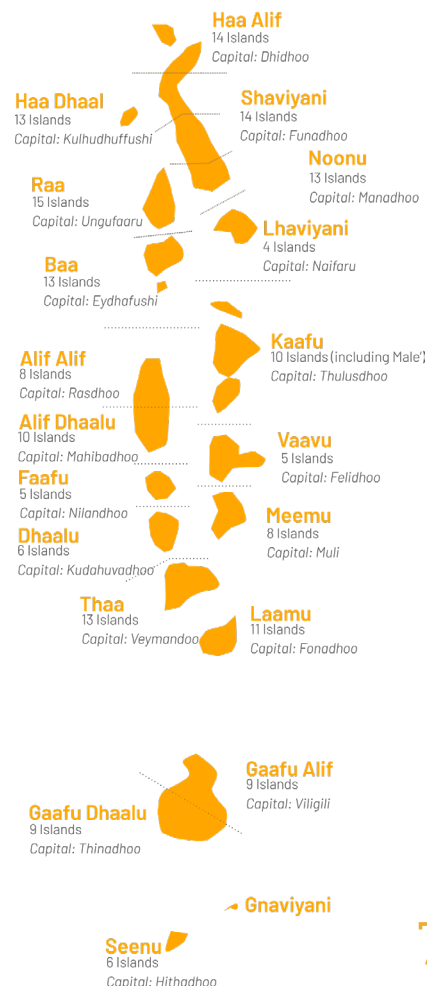 Haa Alif
14 Islands
Capital: Dhidhoo
Haa Dhaal
13 Islands
Capital: Kulhudhuffushi
Shaviyani
14 Islands
Capital: Funadhoo
Noonu
13 Islands
Capital: Manadhoo
Raa
15 Islands
Capital: Ungufaaru
Lhaviyani
4 Islands
Capital: Naifaru
Baa
13 Islands
Capital: Eydhafushi
Kaafu
10 Islands (including Male')
Capital: Thulusdhoo
Alif Alif
8 Islands
Capital: Rasdhoo
Alif Dhaalu
10 Islands
Capital: Mahibadhoo
Vaavu
5 Islands
Capital: Felidhoo
Faafu
5 Islands
Capital: Nilandhoo
Meemu
8 Islands
Capital: Muli
Dhaalu
6 Islands
Capital: Kudahuvadhoo
Thaa
13 Islands
Capital: Veymandoo
Laamu
11 Islands
Capital: Fonadhoo
Gaafu Alif
9 Islands
Capital: Viligili
Gaafu Dhaalu
9 Islands
Capital: Thinadhoo
Gnaviyani
Seenu
6 Islands
Capital: Hithadhoo